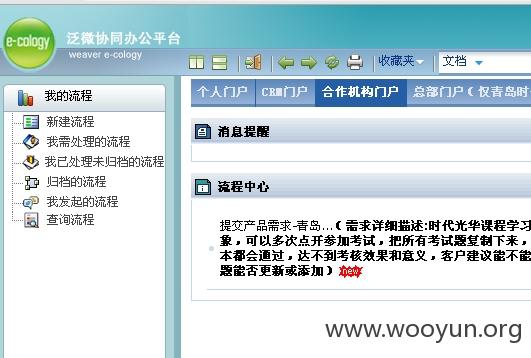 e-cology
泛微协同办公平台
weaver e-cology
收藏夹
文档
我的流程
新建流程
我需处理的流程
我已处理未归档的流程
归档的流程
我发起的流程
查询流程
个人门户
CRM门户
合作机构门户
总部门户（仅青岛时
消息提醒
流程中心
提交产品需求-青岛...（需求详细描述:时代光华课程学习
象，可以多次点开参加考试，把所有考试题复制下来，
本都会通过，达不到考核效果和意义，客户建议能不能
题能否更新或添加）new
www.wooyun.org